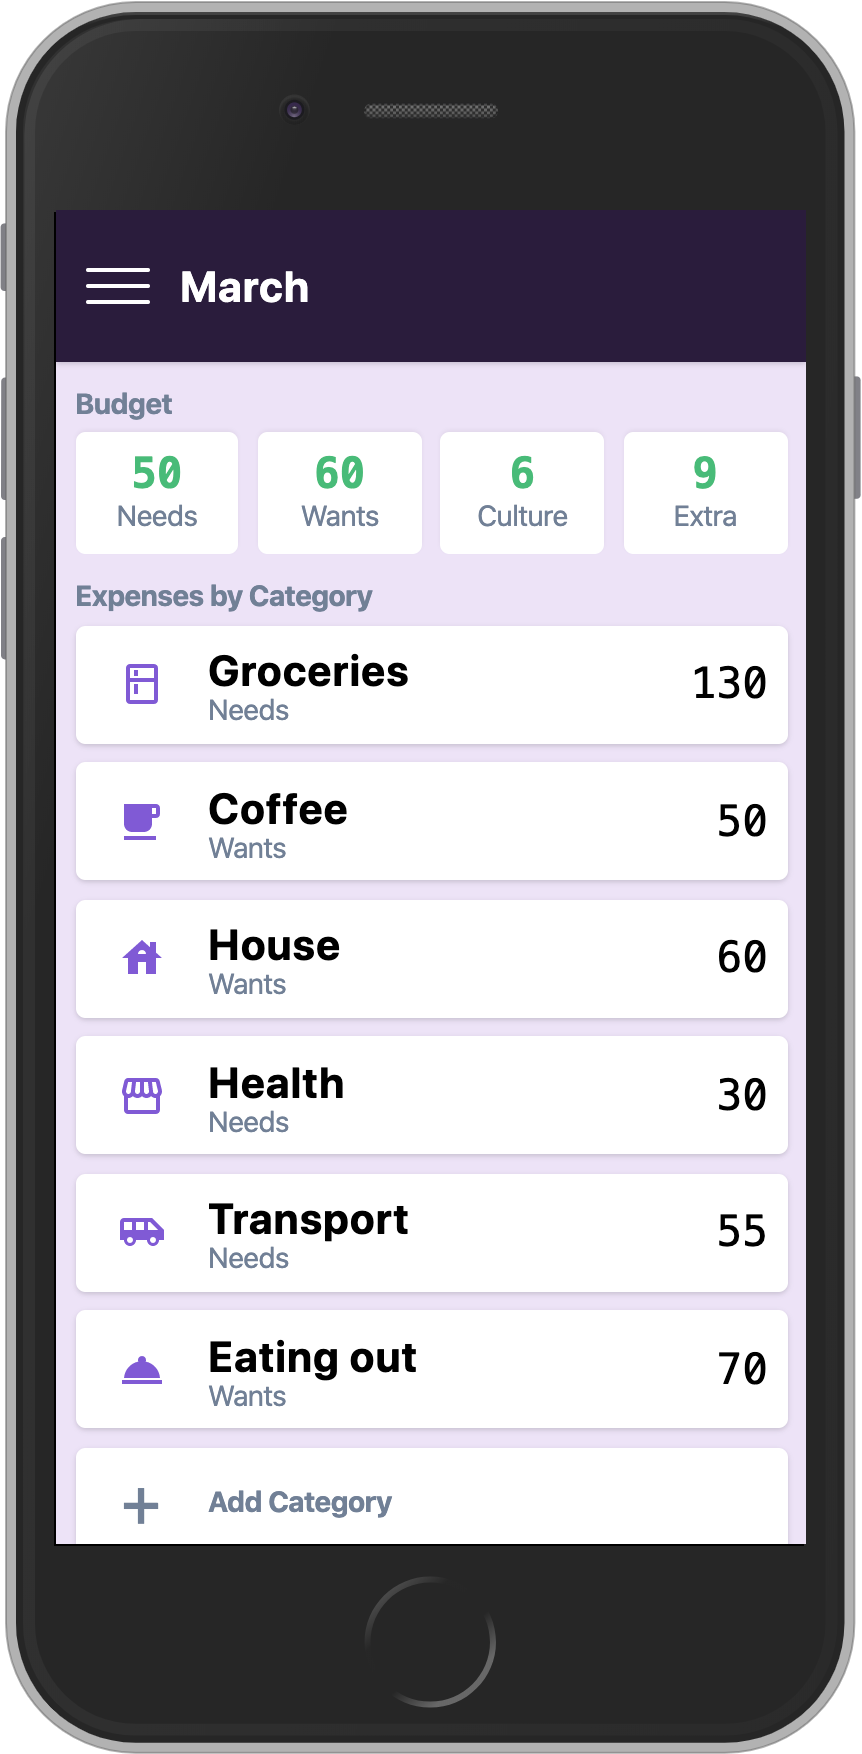 March
Budget
50 60 6 9
Needs Wants Culture Extra
Expenses by Category
Groceries 130
Needs
Coffee 50
Wants
House 60
Wants
Health 30
Needs
Transport 55
Needs
Eating out 70
Wants
Add Category